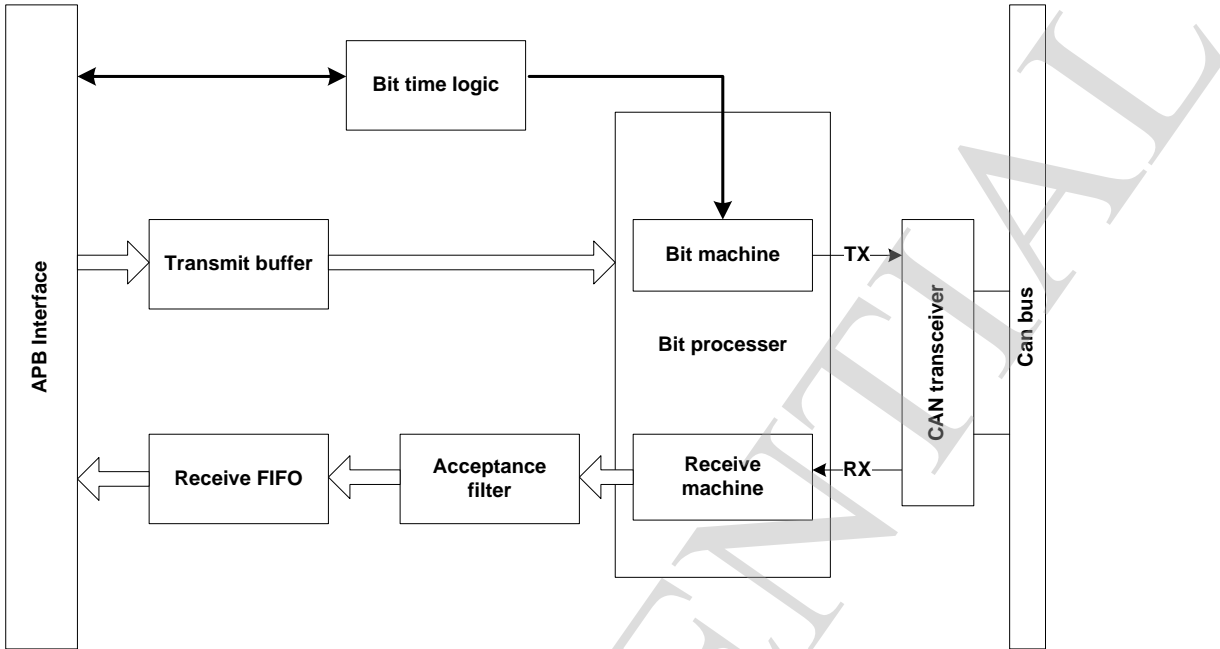 Bit time logic
APB Interface
Transmit buffer
Bit machine
TX
Bit processer
CAN transceiver
Can bus
Receive FIFO
Acceptance
filter
Receive
machine
RX
ENTIAL